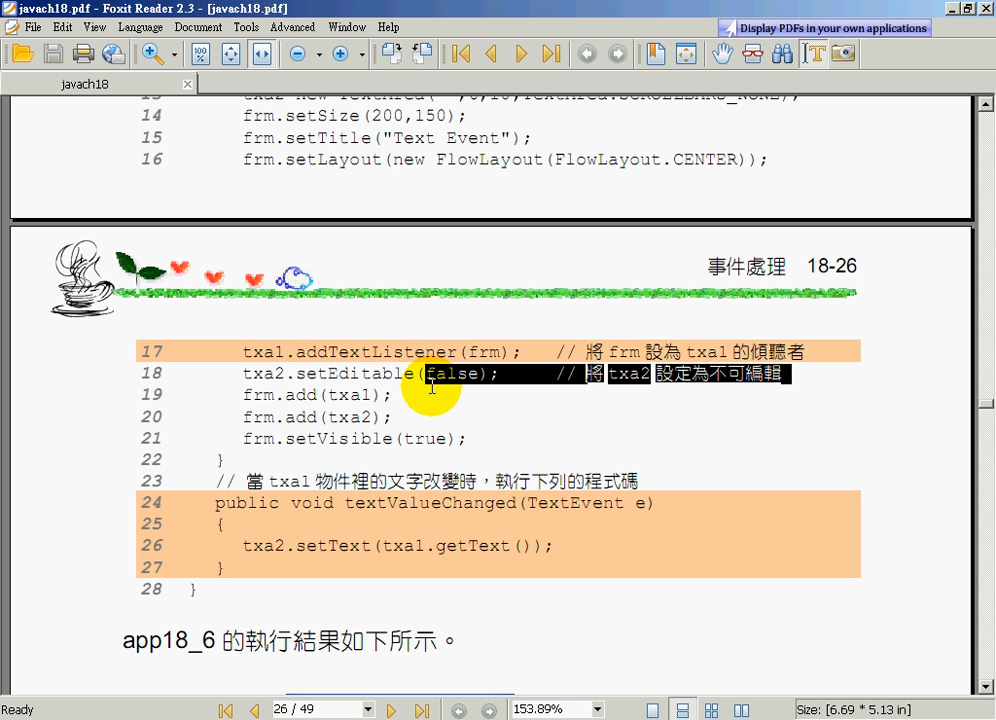 javach18.pdf - Foxit Reader 2.3 - [javach18.pdf]
File Edit View Language Document Tools Advanced Window Help
Display PDFs in your own applications
javach18
14 frm.setSize(200,150);
15 frm.setTitle("Text Event");
16 frm.setLayout(new FlowLayout(FlowLayout.CENTER));
事件處理 18-26
17 txa1.addTextListener(frm); // 將 frm 設為 txa1 的傾聽者
18 txa2.setEditable(false); // 將 txa2 設定為不可編輯
19 frm.add(txa1);
20 frm.add(txa2);
21 frm.setVisible(true);
22 }
23 // 當 txa1 物件裡的文字改變時，執行下列的程式碼
24 public void textValueChanged(TextEvent e)
25 {
26 txa2.setText(txa1.getText());
27 }
28 }
app18_6 的執行結果如下所示。
Ready 26 / 49 153.89% Size: [6.69 * 5.13 in]